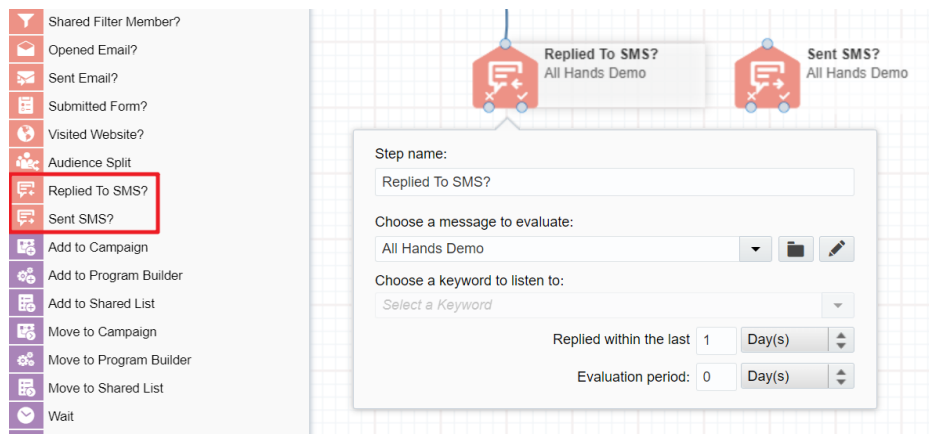 Shared Filter Member?
Opened Email?
Sent Email?
Submitted Form?
Visited Website?
Audience Split
Replied To SMS?
Sent SMS?
Add to Campaign
Add to Program Builder
Add to Shared List
Move to Campaign
Move to Program Builder
Move to Shared List
Wait
Replied To SMS?
All Hands Demo
Sent SMS?
All Hands Demo
Step name:
Replied To SMS?
Choose a message to evaluate:
All Hands Demo
Choose a keyword to listen to:
Select a Keyword
Replied within the last 1 Day(s)
Evaluation period: 0 Day(s)